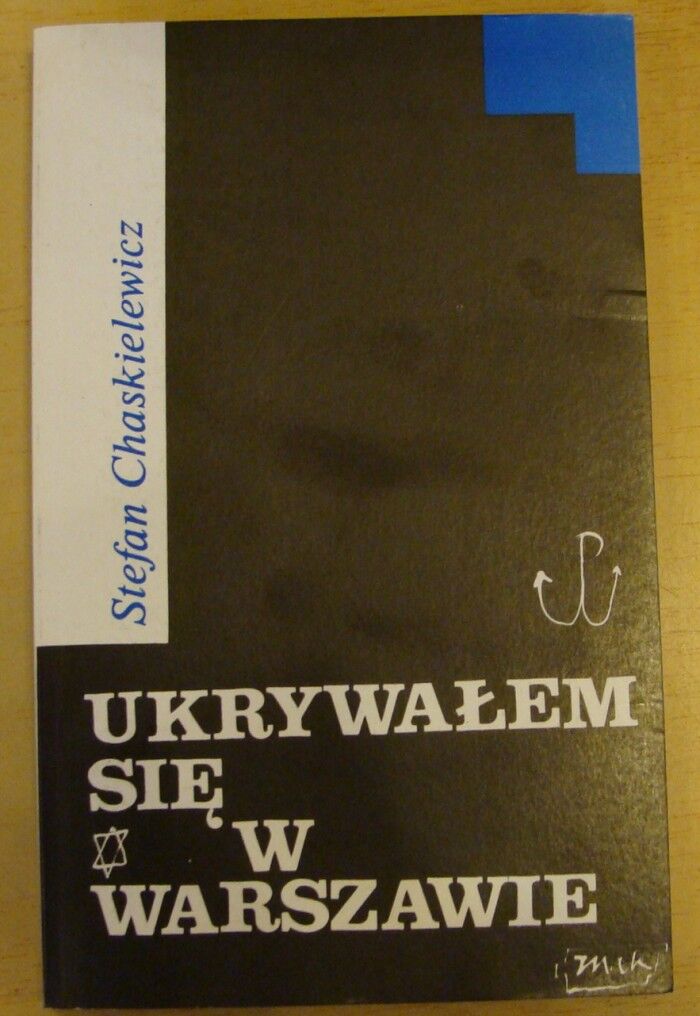 Stefan Chaskielewicz
UKRYWAŁEM
SIĘ
W
WARSZAWIE